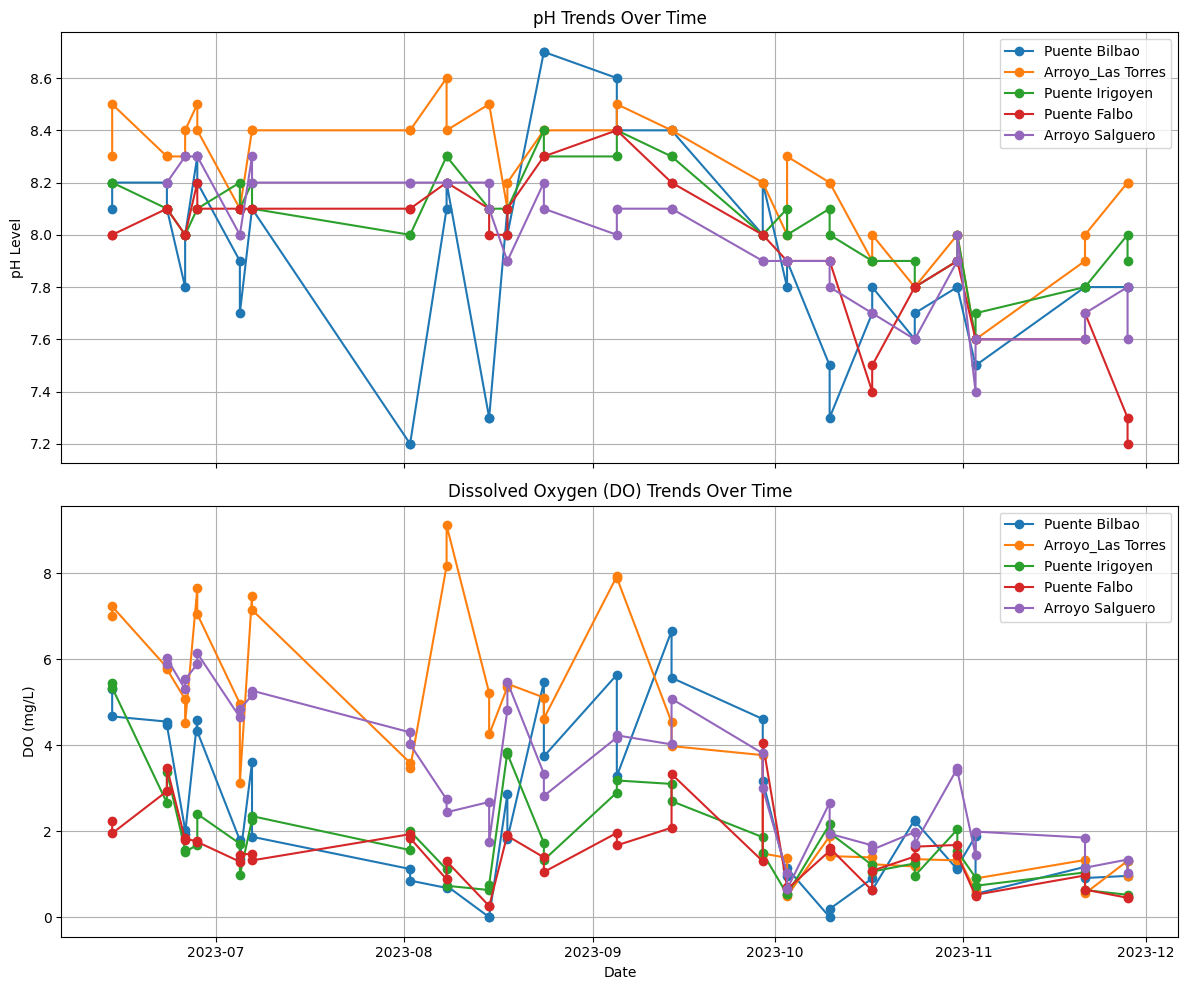 pH Trends Over Time
pH Level
8.6
8.4
8.2
8.0
7.8
7.6
7.4
7.2
Puente Bilbao
Arroyo_Las Torres
Puente Irigoyen
Puente Falbo
Arroyo Salguero
Dissolved Oxygen (DO) Trends Over Time
DO (mg/L)
8
6
4
2
0
Puente Bilbao
Arroyo_Las Torres
Puente Irigoyen
Puente Falbo
Arroyo Salguero
2023-07 2023-08 2023-09 2023-10 2023-11 2023-12
Date